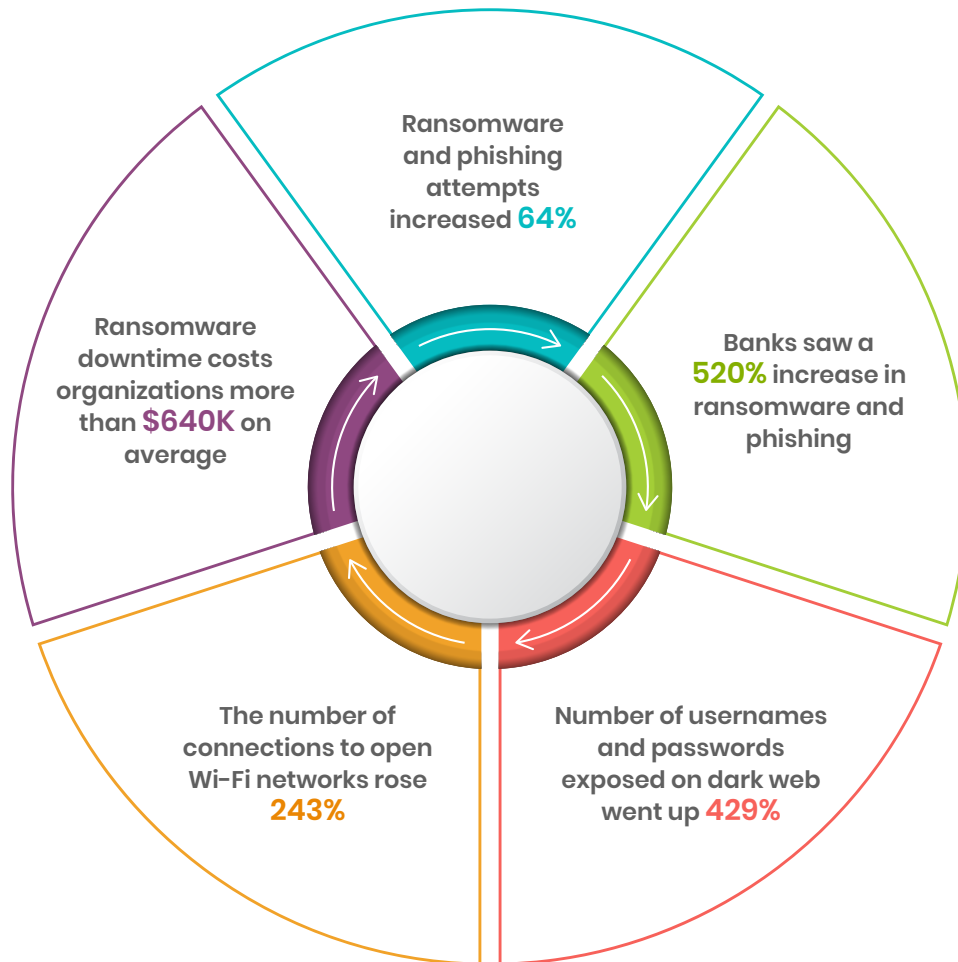 Ransomware
and phishing
attempts
increased 64%
Banks saw a
520% increase in
ransomware and
phishing
Number of usernames
and passwords
exposed on dark web
went up 429%
The number of
connections to open
Wi-Fi networks rose
243%
Ransomware
downtime costs
organizations more
than $640K on
average